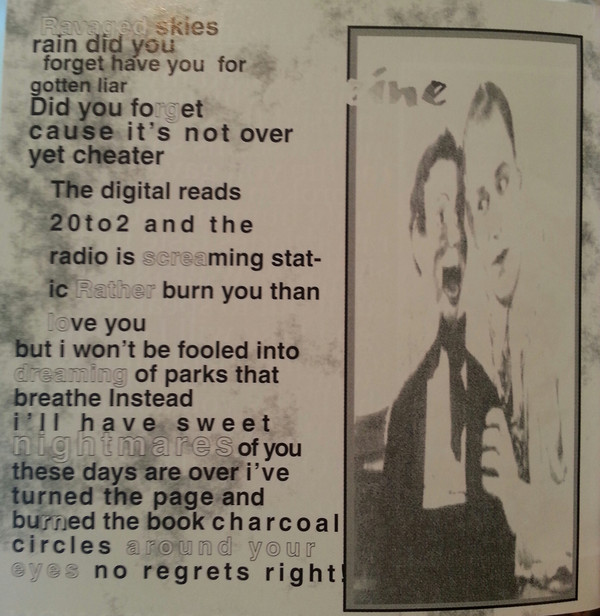 Ravaged skies
rain did you
forget have you for
gotten liar
Did you forget
cause it's not over
yet cheater
The digital reads
20to2 and the
radio is screaming stat-
ic Rather burn you than
love you
but i won't be fooled into
dreaming of parks that
breathe Instead
i'll have sweet
nightmares of you
these days are over i've
turned the page and
burned the book charcoal
circles around your
eyes no regrets right!